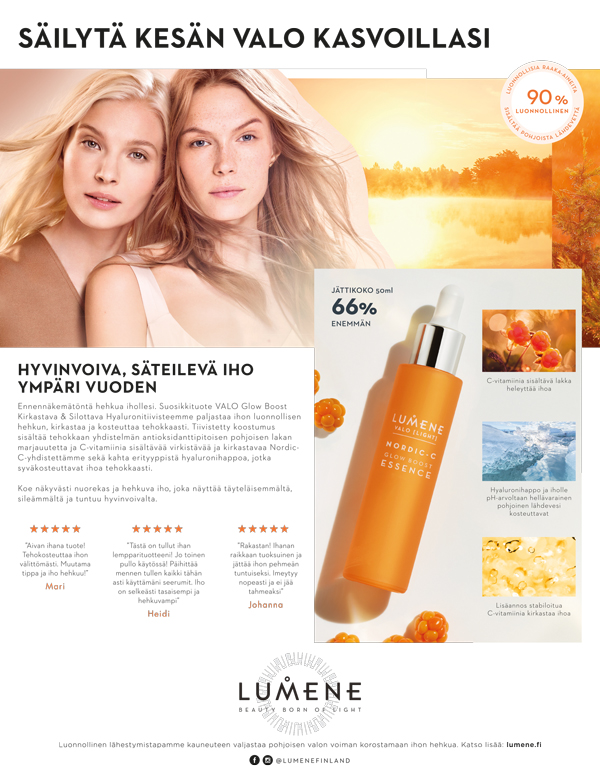 SÄILYTÄ KESÄN VALO KASVOILLASI
LUONNOLLISIA RAAKA-AINEITA
90 %
LUONNOLLINEN
SISÄLTÄÄ POHJOISTA LÄHDEVETTÄ
JÄTTIKOKO 50ml
66%
ENEMMÄN
HYVINVOIVA, SÄTEILEVÄ IHO
YMPÄRI VUODEN
Ennennäkemätöntä hehkua ihollesi. Suosikkituote VALO Glow Boost
Kirkastava & Silottava Hyaluronitiivisteemme paljastaa ihon luonnollisen
hehkun, kirkastaa ja kosteuttaa tehokkaasti. Tiivistetty koostumus
sisältää tehokkaan yhdistelmän antioksidanttipitoisen pohjoisen lakan
marjauutetta ja C-vitamiinia sisältävää virkistävää ja kirkastavaa Nordic-
C-yhdistettämme sekä kahta erityyppistä hyaluronihappoa, jotka
syväkosteuttavat ihoa tehokkaasti.
Koe näkyvästi nuorekas ja hehkuva iho, joka näyttää täyteläisemmältä,
sileämmältä ja tuntuu hyvinvoivalta.
"Aivan ihana tuote!
Tehokosteuttaa ihon
välittömästi. Muutama
tippa ja iho hehkuu!"
Mari
"Tästä on tullut ihan
lempparituotteeni! Jo toinen
pullo käytössä! Päihittää
mennen tullen kaikki tähän
asti käyttämäni seerumit. Iho
on selkeästi tasaisempi ja
hehkuvampi"
Heidi
"Rakastan! Ihanan
raikkaan tuoksuinen ja
jättää ihon pehmeän
tuntuiseksi. Imeytyy
nopeasti ja ei jää
tahmeaksi"
Johanna
LUMENE
VALO [LIGHT]
NORDIC-C
GLOW BOOST
ESSENCE
C-vitamiinia sisältävä lakka
heleyttää ihoa
Hyaluronihappo ja iholle
pH-arvoltaan hellävarainen
pohjoinen lähdevesi
kosteuttavat
Lisäannos stabiloitua
C-vitamiinia kirkastaa ihoa
LUMENE
BEAUTY BORN OF LIGHT
Luonnollinen lähestymistapamme kauneuteen valjastaa pohjoisen valon voiman korostamaan ihon hehkua. Katso lisää: lumene.fi
@LUMENEFINLAND